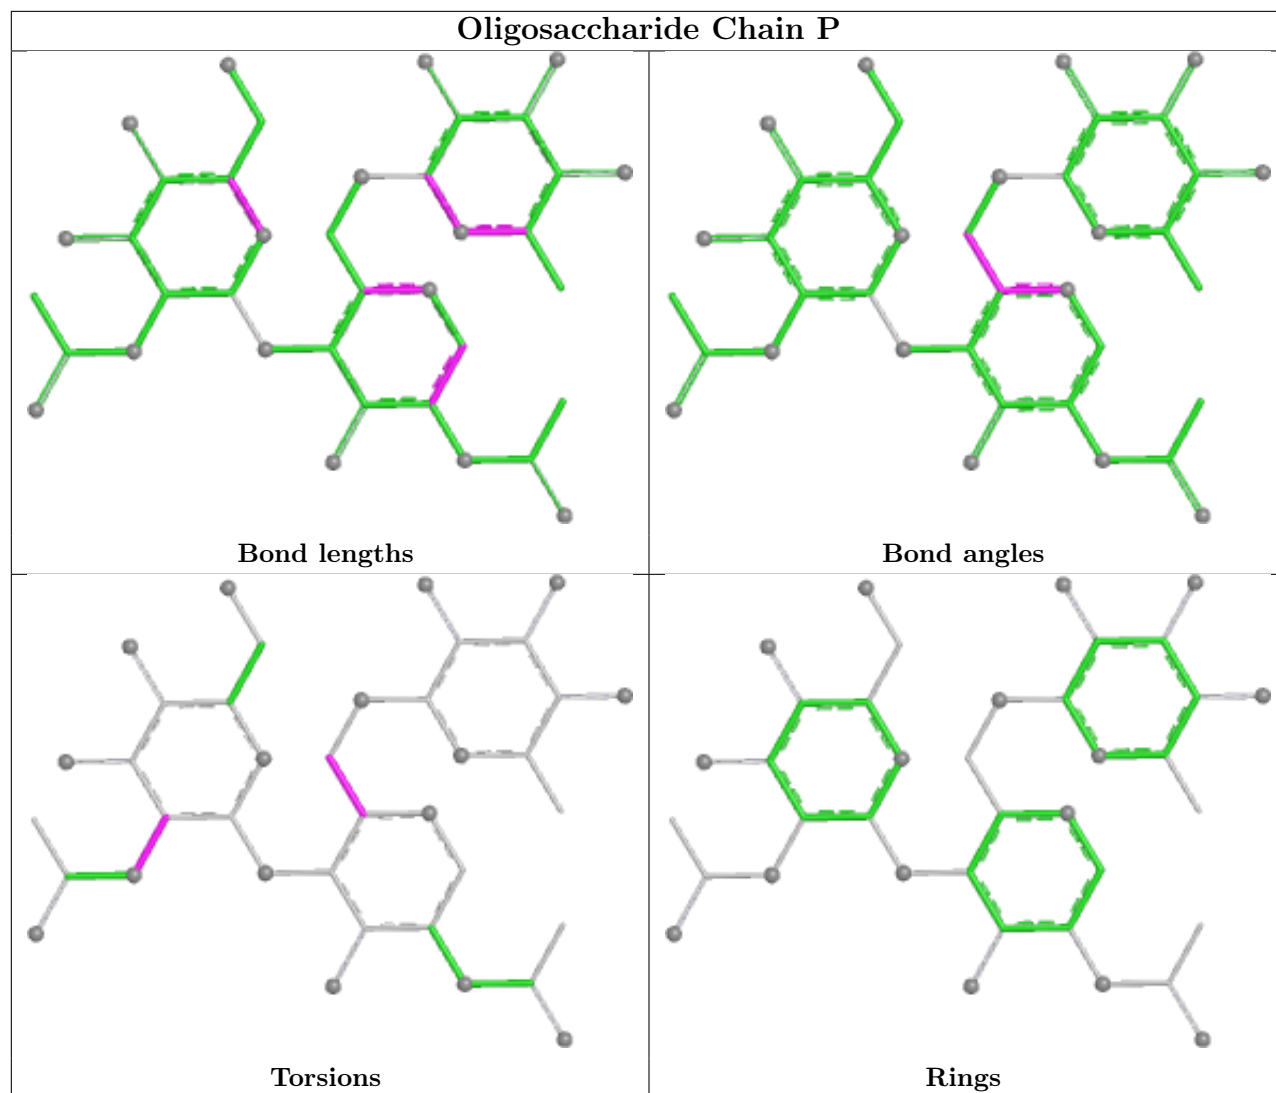 Oligosaccharide Chain P
Bond lengths
Bond angles
Torsions
Rings